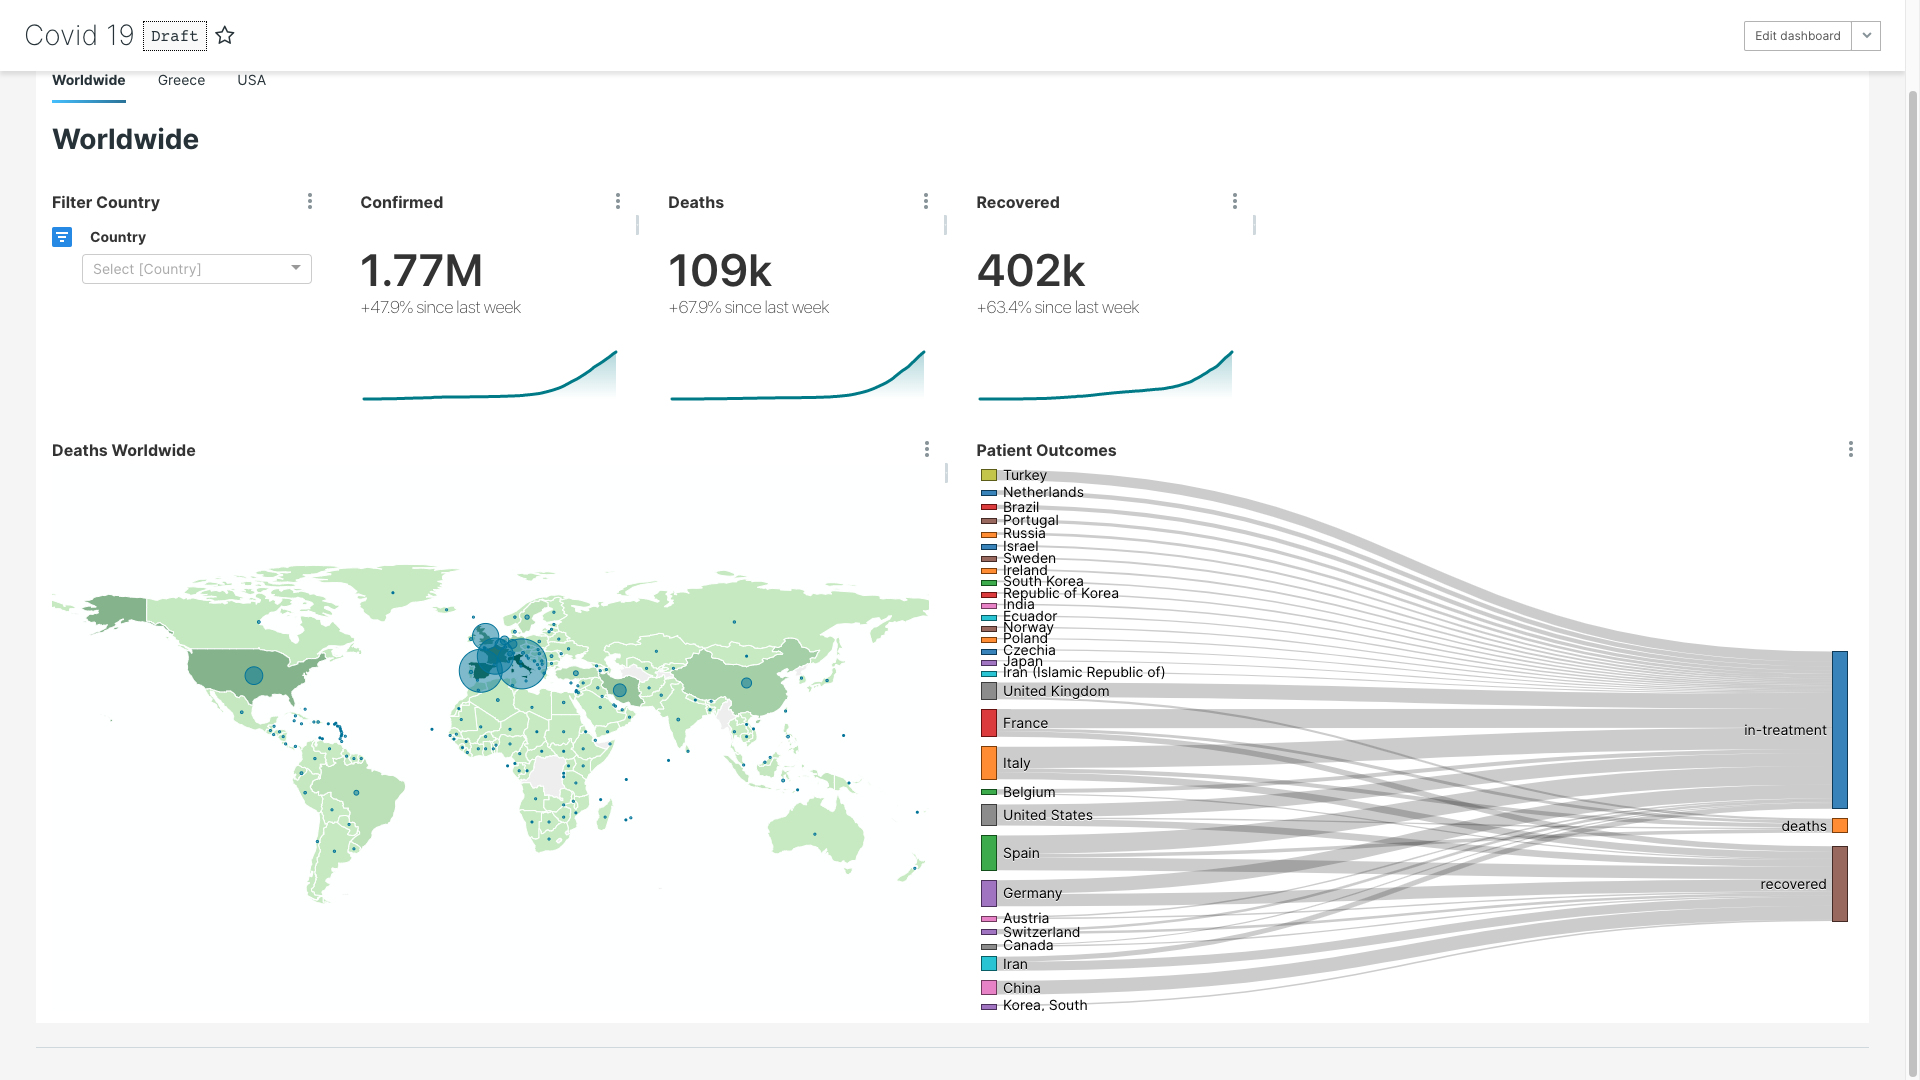 Covid 19 Draft
Edit dashboard
Worldwide Greece USA
Worldwide
Filter Country
Country
Select [Country]
Confirmed
1.77M
+47.9% since last week
Deaths
109k
+67.9% since last week
Recovered
402k
+63.4% since last week
Deaths Worldwide
Patient Outcomes
Turkey
Netherlands
Brazil
Portugal
Russia
Israel
Sweden
Ireland
South Korea
Republic of Korea
India
Ecuador
Norway
Poland
Czechia
Japan
Iran (Islamic Republic of)
United Kingdom
France
Italy
Belgium
United States
Spain
Germany
Austria
Switzerland
Canada
Iran
China
Korea, South
in-treatment
deaths
recovered